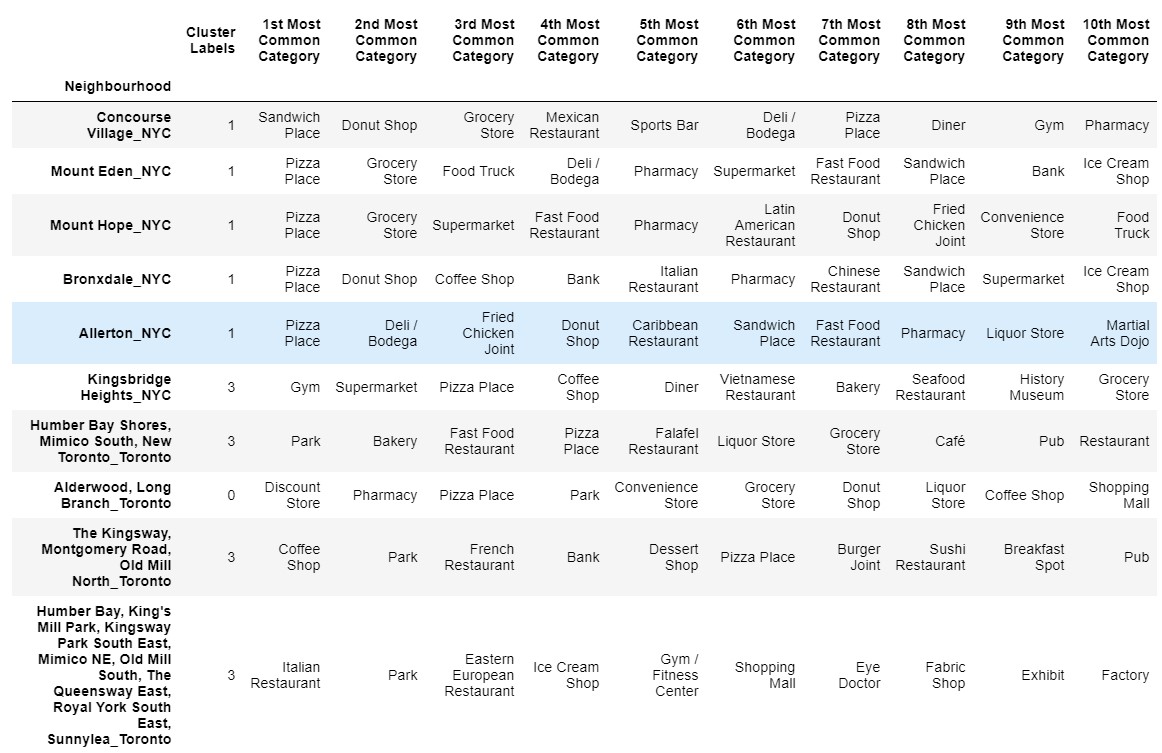 Cluster Labels 1st Most Common Category 2nd Most Common Category 3rd Most Common Category 4th Most Common Category 5th Most Common Category 6th Most Common Category 7th Most Common Category 8th Most Common Category 9th Most Common Category 10th Most Common Category
Neighbourhood
Concourse Village_NYC 1 Sandwich Place Donut Shop Grocery Store Mexican Restaurant Sports Bar Deli / Bodega Pizza Place Diner Gym Pharmacy
Mount Eden_NYC 1 Pizza Place Grocery Store Food Truck Deli / Bodega Pharmacy Supermarket Fast Food Restaurant Sandwich Place Bank Ice Cream Shop
Mount Hope_NYC 1 Pizza Place Grocery Store Supermarket Fast Food Restaurant Pharmacy Latin American Restaurant Donut Shop Fried Chicken Joint Convenience Store Food Truck
Bronxdale_NYC 1 Pizza Place Donut Shop Coffee Shop Bank Italian Restaurant Pharmacy Chinese Restaurant Sandwich Place Supermarket Ice Cream Shop
Allerton_NYC 1 Pizza Place Deli / Bodega Fried Chicken Joint Donut Shop Caribbean Restaurant Sandwich Place Fast Food Restaurant Pharmacy Liquor Store Martial Arts Dojo
Kingsbridge Heights_NYC 3 Gym Supermarket Pizza Place Coffee Shop Diner Vietnamese Restaurant Bakery Seafood Restaurant History Museum Grocery Store
Humber Bay Shores, Mimico South, New Toronto_Toronto 3 Park Bakery Fast Food Restaurant Pizza Place Falafel Restaurant Liquor Store Grocery Store Café Pub Restaurant
Alderwood, Long Branch_Toronto 0 Discount Store Pharmacy Pizza Place Park Convenience Store Grocery Store Donut Shop Liquor Store Coffee Shop Shopping Mall
The Kingsway, Montgomery Road, Old Mill North_Toronto 3 Coffee Shop Park French Restaurant Bank Dessert Shop Pizza Place Burger Joint Sushi Restaurant Breakfast Spot Pub
Humber Bay, King's Mill Park, Kingsway Park South East, Mimico NE, Old Mill South, The Queensway East, Royal York South East, Sunnylea_Toronto 3 Italian Restaurant Park Eastern European Restaurant Ice Cream Shop Gym / Fitness Center Shopping Mall Eye Doctor Fabric Shop Exhibit Factory